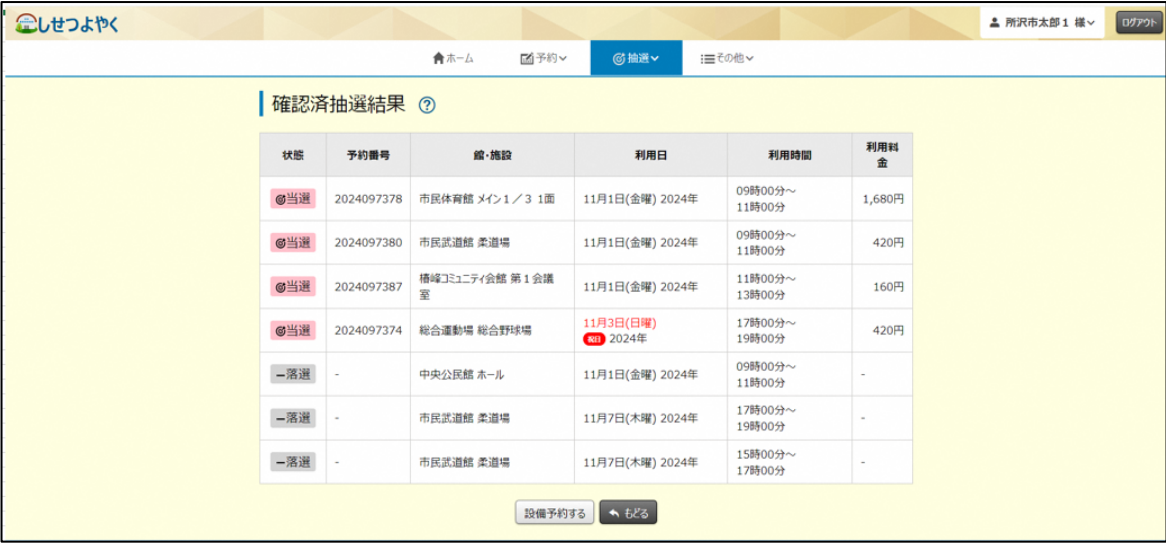 しせつよやく
所沢市太郎1 様
ログアウト
ホーム
予約
抽選
その他
確認済抽選結果 ?
状態 予約番号 館・施設 利用日 利用時間 利用料
金
当選 2024097378 市民体育館 メイン1/3 1面 11月1日(金曜) 2024年 09時00分~
11時00分 1,680円
当選 2024097380 市民武道館 柔道場 11月1日(金曜) 2024年 09時00分~
11時00分 420円
当選 2024097387 椿峰コミュニティ会館 第1会議
室 11月1日(金曜) 2024年 11時00分~
13時00分 160円
当選 2024097374 総合運動場 総合野球場 11月3日(日曜)
祝日 2024年 17時00分~
19時00分 420円
落選 - 中央公民館 ホール 11月1日(金曜) 2024年 09時00分~
11時00分 -
落選 - 市民武道館 柔道場 11月7日(木曜) 2024年 17時00分~
19時00分 -
落選 - 市民武道館 柔道場 11月7日(木曜) 2024年 15時00分~
17時00分 -
設備予約する もどる